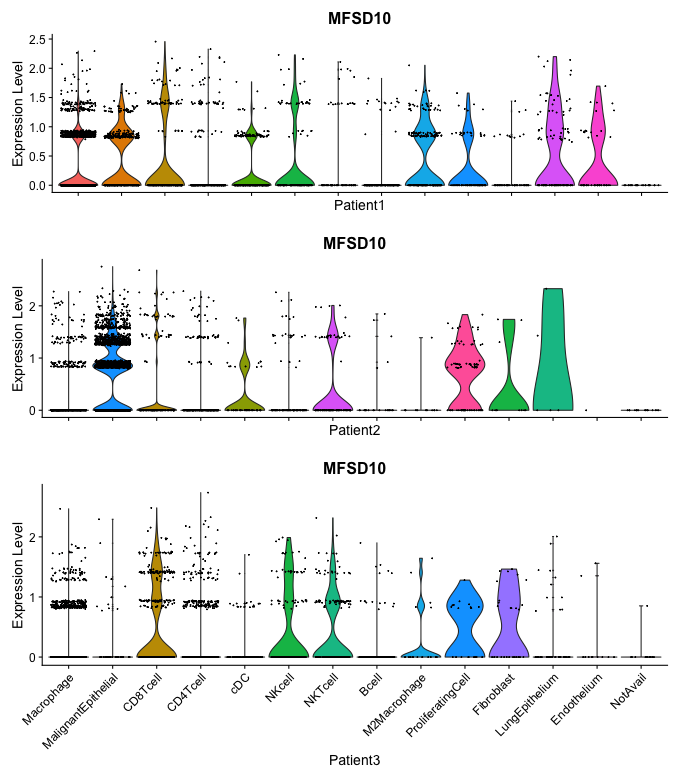 MFSD10
Expression Level
2.5
2.0
1.5
1.0
0.5
0.0
Patient1
MFSD10
Expression Level
2
1
0
Patient2
MFSD10
Expression Level
2
1
0
Macrophage
MalignantEpithelial
CD8Tcell
CD4Tcell
cDC
NKcell
NKTcell
Bcell
M2Macrophage
ProliferatingCell
Fibroblast
LungEpithelium
Endothelium
NotAvail
Patient3